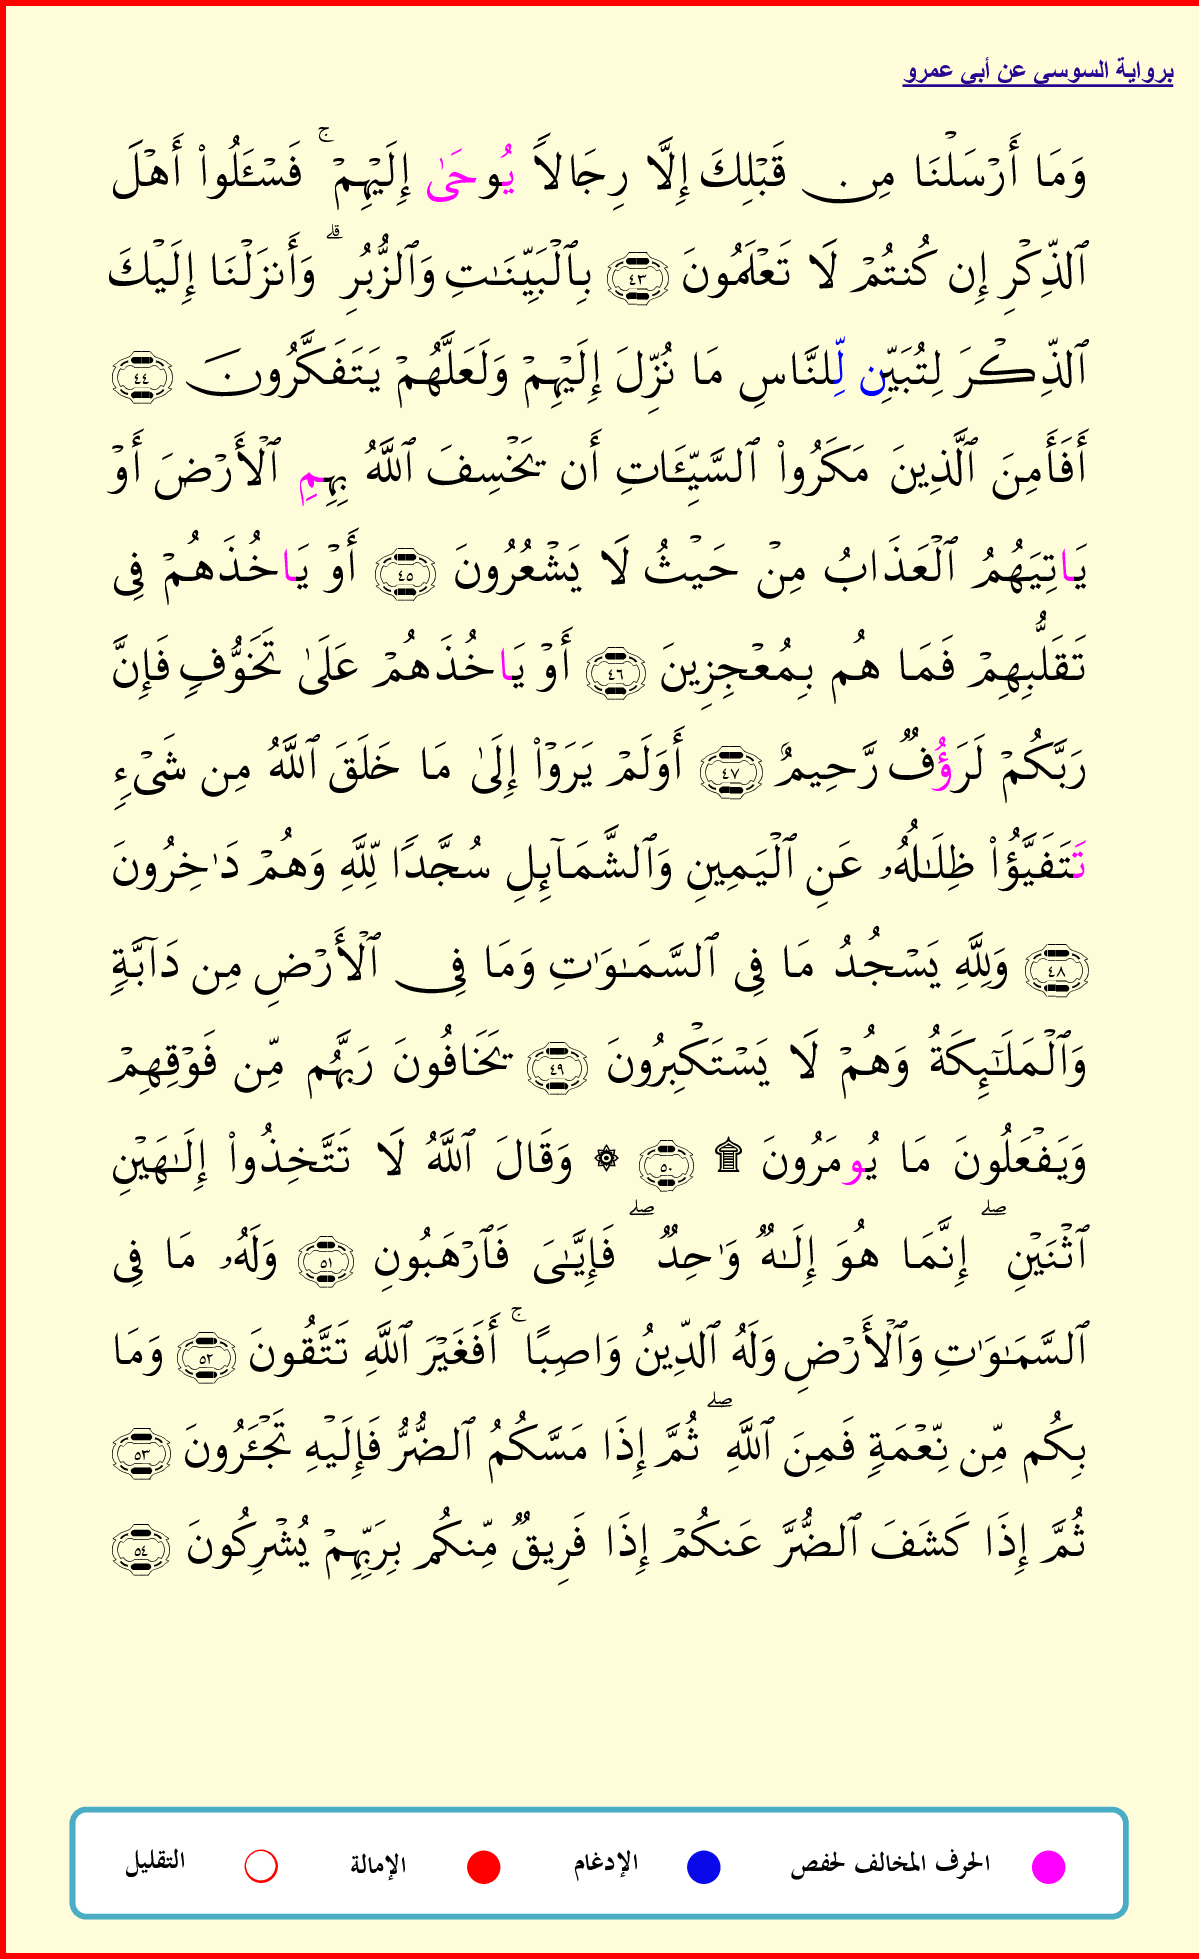 برواية السوسي عن أبي عمرو
وَمَا أَرْسَلْنَا مِن قَبْلِكَ إِلَّا رِجَالاً يُوحَىٰ إِلَيْهِمْ ۚ فَسْـَٔلُوا۟ أَهْلَ
ٱلذِّكْرِ إِن كُنتُمْ لَا تَعْلَمُونَ ٤٣ بِٱلْبَيِّنَـٰتِ وَٱلزُّبُرِ ۗ وَأَنزَلْنَا إِلَيْكَ
ٱلذِّكْرَ لِتُبَيِّن لِّلنَّاسِ مَا نُزِّلَ إِلَيْهِمْ وَلَعَلَّهُمْ يَتَفَكَّرُونَ ٤٤
أَفَأَمِنَ ٱلَّذِينَ مَكَرُوا۟ ٱلسَّيِّـَٔاتِ أَن يَخْسِفَ ٱللَّهُ بِهِمِ ٱلْأَرْضَ أَوْ
يَاتِيَهُمُ ٱلْعَذَابُ مِنْ حَيْثُ لَا يَشْعُرُونَ ٤٥ أَوْ يَاخُذَهُمْ فِى
تَقَلُّبِهِمْ فَمَا هُم بِمُعْجِزِينَ ٤٦ أَوْ يَاخُذَهُمْ عَلَىٰ تَخَوُّفٍ فَإِنَّ
رَبَّكُمْ لَرَؤُفٌ رَّحِيمٌ ٤٧ أَوَلَمْ يَرَوْا۟ إِلَىٰ مَا خَلَقَ ٱللَّهُ مِن شَىْءٍ
تَتَفَيَّؤُا۟ ظِلَـٰلُهُۥ عَنِ ٱلْيَمِينِ وَٱلشَّمَآئِلِ سُجَّدًا لِّلَّهِ وَهُمْ دَٰخِرُونَ
٤٨ وَلِلَّهِ يَسْجُدُ مَا فِى ٱلسَّمَـٰوَٰتِ وَمَا فِى ٱلْأَرْضِ مِن دَآبَّةٍ
وَٱلْمَلَـٰٓئِكَةُ وَهُمْ لَا يَسْتَكْبِرُونَ ٤٩ يَخَافُونَ رَبَّهُم مِّن فَوْقِهِمْ
وَيَفْعَلُونَ مَا يُومَرُونَ ۩ ٥٠ ۞ وَقَالَ ٱللَّهُ لَا تَتَّخِذُوا۟ إِلَـٰهَيْنِ
ٱثْنَيْنِ ۖ إِنَّمَا هُوَ إِلَـٰهٌ وَٰحِدٌ ۖ فَإِيَّـٰىَ فَٱرْهَبُونِ ٥١ وَلَهُۥ مَا فِى
ٱلسَّمَـٰوَٰتِ وَٱلْأَرْضِ وَلَهُ ٱلدِّينُ وَاصِبًا ۚ أَفَغَيْرَ ٱللَّهِ تَتَّقُونَ ٥٢ وَمَا
بِكُم مِّن نِّعْمَةٍ فَمِنَ ٱللَّهِ ۖ ثُمَّ إِذَا مَسَّكُمُ ٱلضُّرُّ فَإِلَيْهِ تَجْـَٔرُونَ ٥٣
ثُمَّ إِذَا كَشَفَ ٱلضُّرَّ عَنكُمْ إِذَا فَرِيقٌ مِّنكُم بِرَبِّهِمْ يُشْرِكُونَ ٥٤
الحرف المخالف لحفص الإدغام الإمالة التقليل